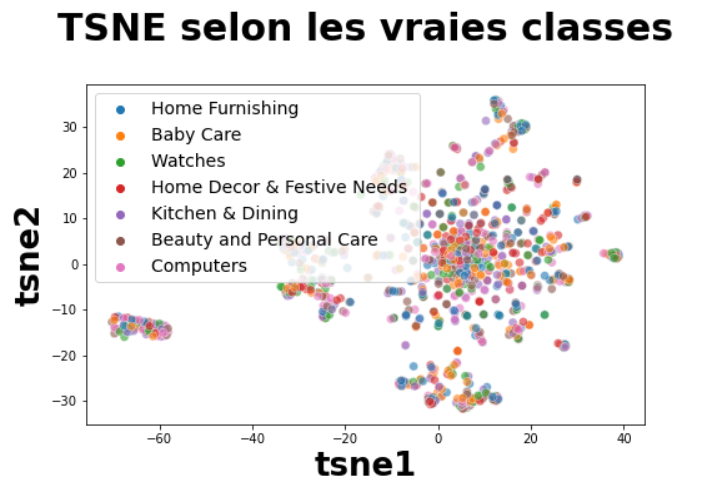 TSNE selon les vraies classes
Home Furnishing
Baby Care
Watches
Home Decor & Festive Needs
Kitchen & Dining
Beauty and Personal Care
Computers
tsne2
30
20
10
0
−10
−20
−30
−60
−40
−20
0
20
40
tsne1